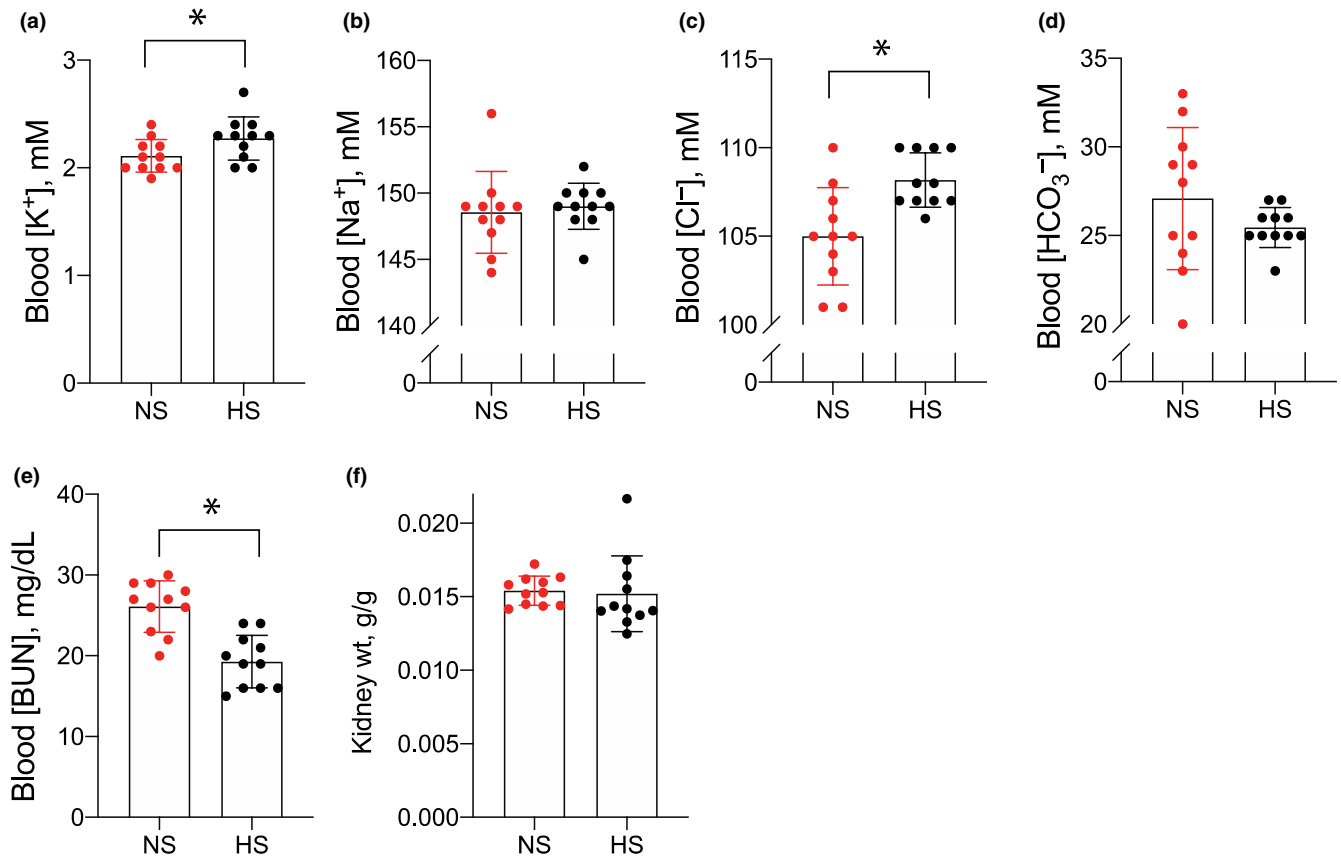 (a)
*
3
2
1
0
Blood [K⁺], mM
NS HS
(b)
160
155
150
145
140
0
Blood [Na⁺], mM
NS HS
(c)
*
115
110
105
100
0
Blood [Cl⁻], mM
NS HS
(d)
35
30
25
20
0
Blood [HCO₃⁻], mM
NS HS
(e)
*
40
30
20
10
0
Blood [BUN], mg/dL
NS HS
(f)
0.020
0.015
0.010
0.005
0.000
Kidney wt, g/g
NS HS